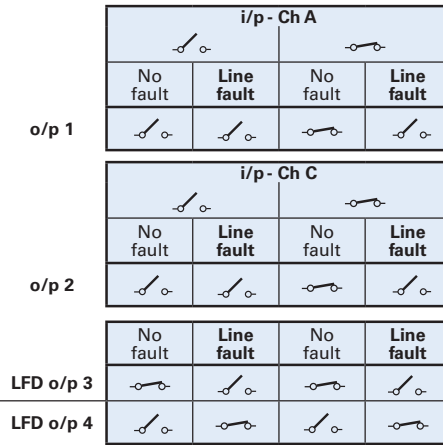 i/p - Ch A
No fault Line fault No fault Line fault
o/p 1
i/p - Ch C
No fault Line fault No fault Line fault
o/p 2
No fault Line fault No fault Line fault
LFD o/p 3
LFD o/p 4